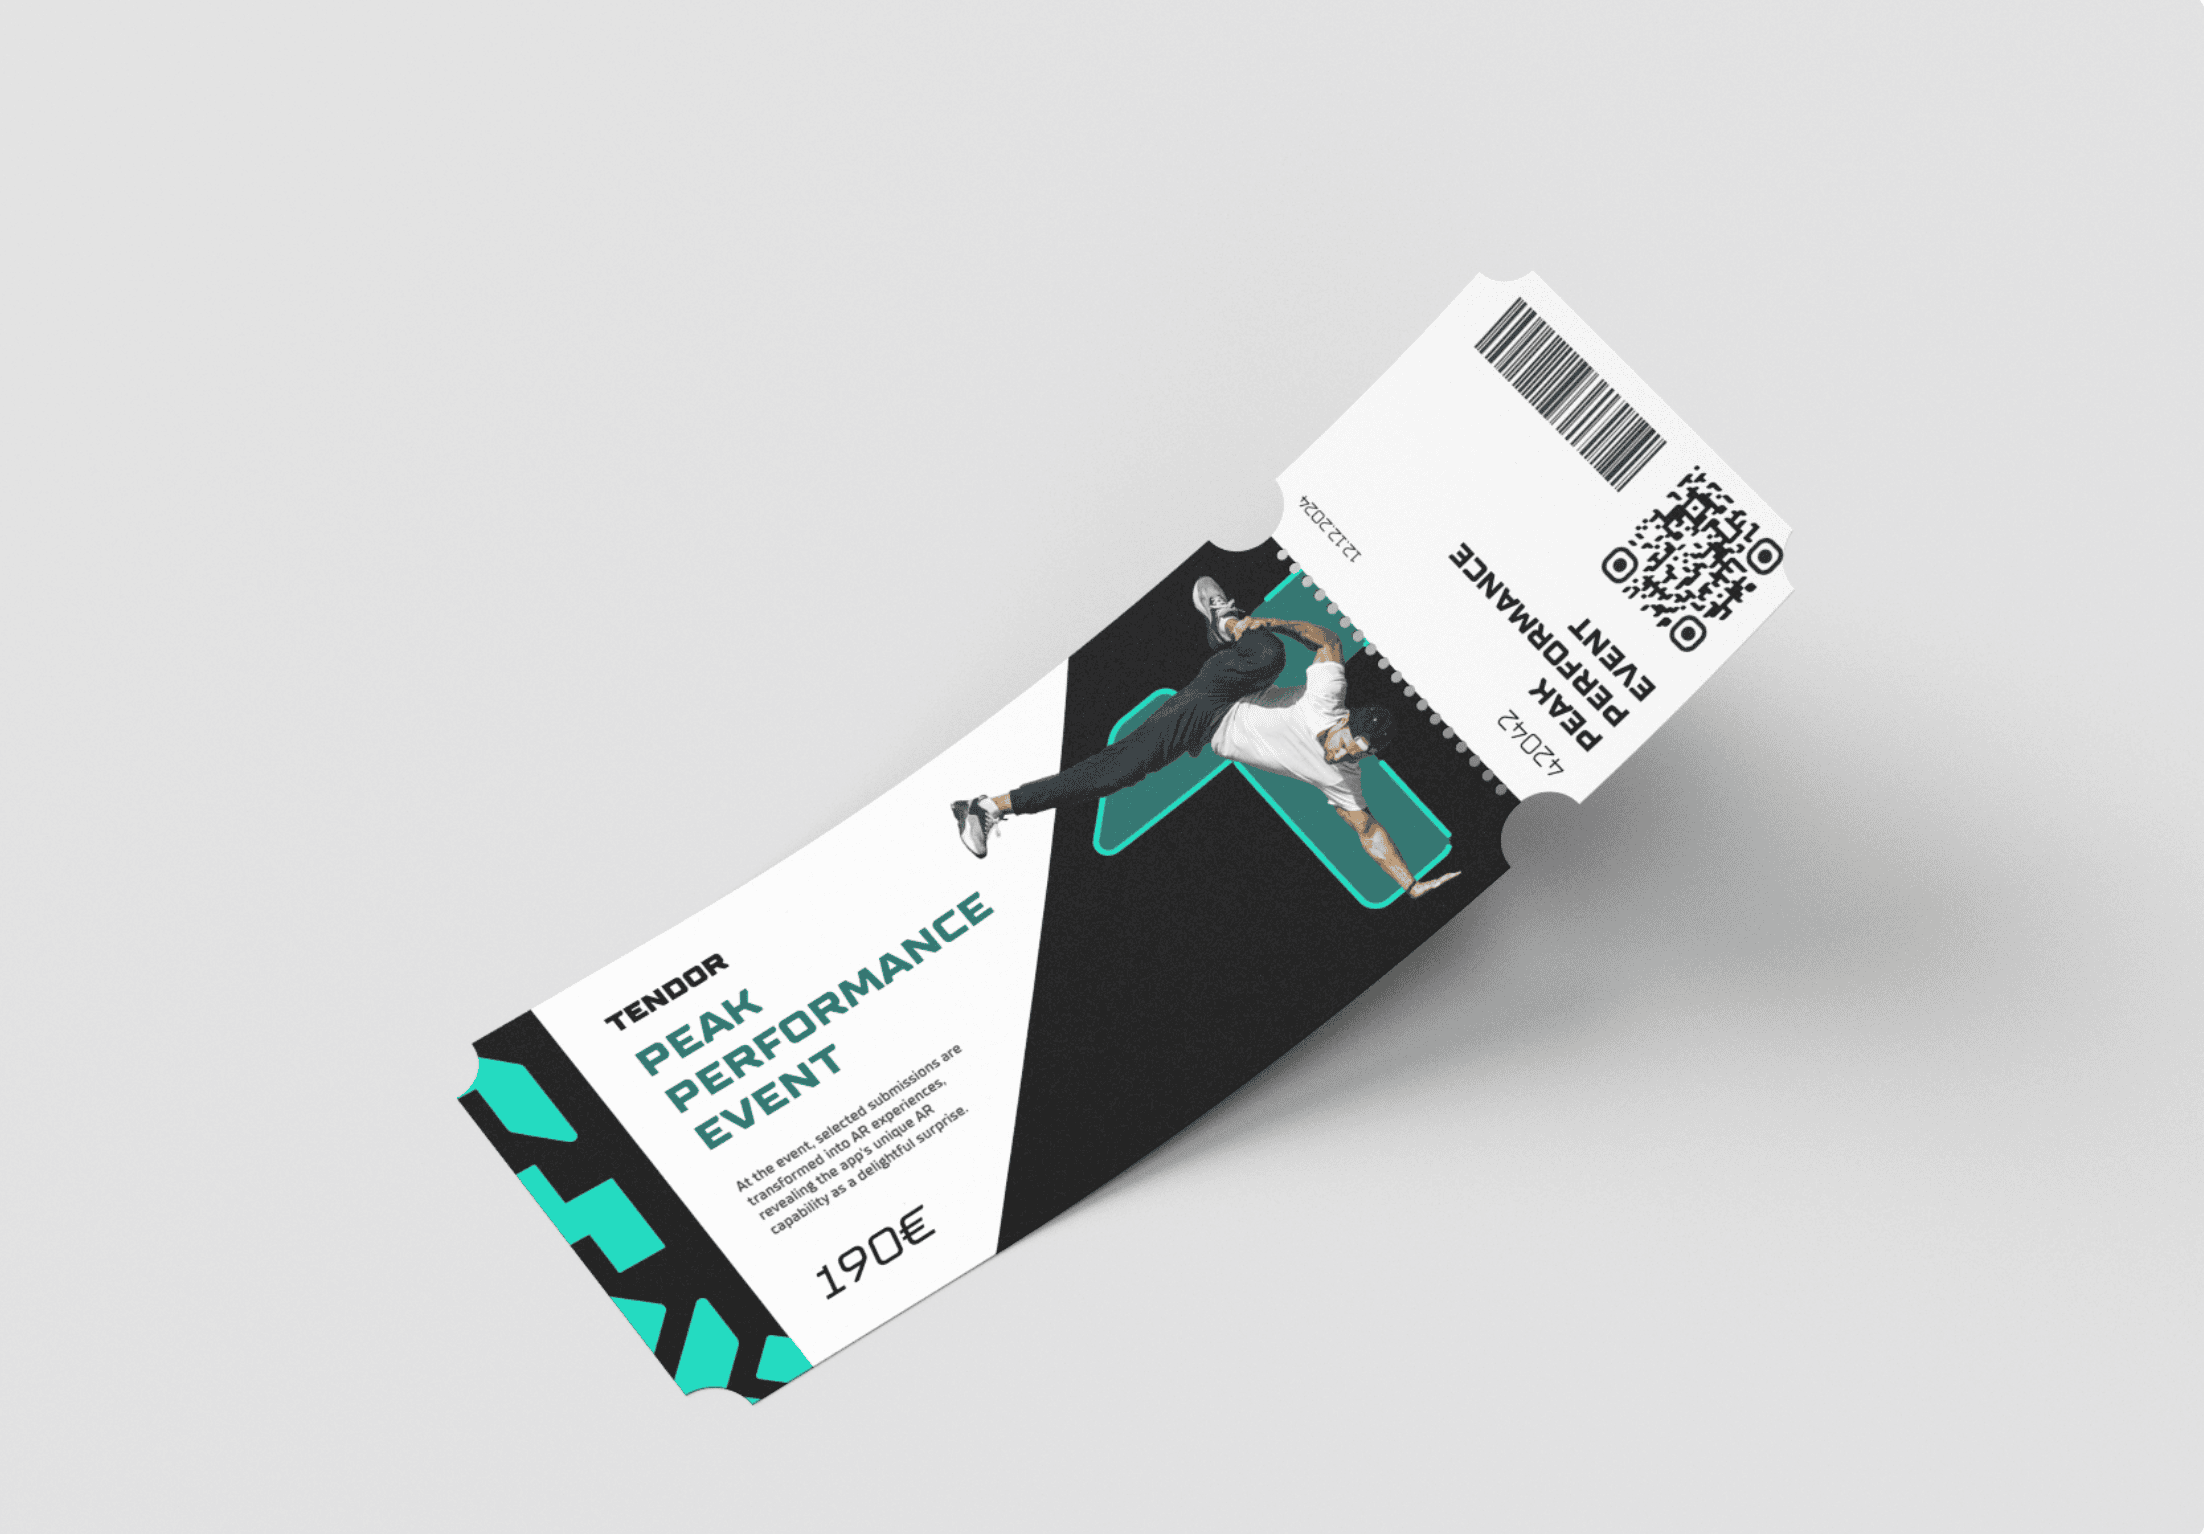 TENDOR
PEAK
PERFORMANCE
EVENT
At the event, selected submissions are
transformed into AR experiences,
revealing the app's unique AR
capability as a delightful surprise.
190€
12.12.2024
42042
PEAK
PERFORMANCE
EVENT